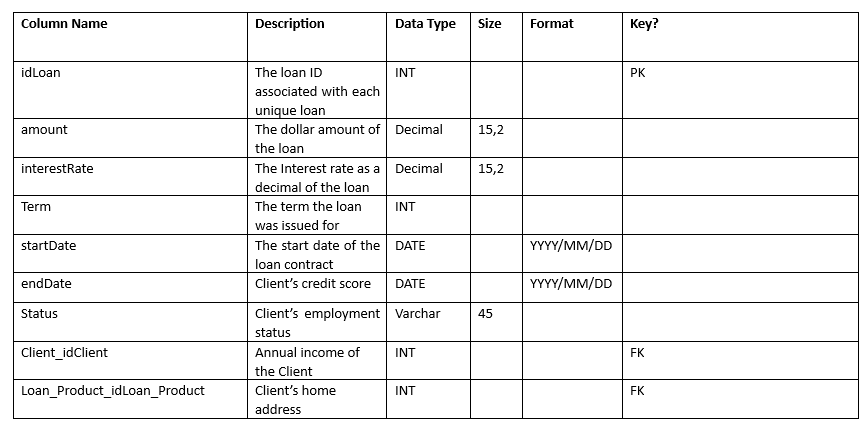 Column Name Description Data Type Size Format Key?
idLoan The loan ID INT PK
associated with each
unique loan
amount The dollar amount of Decimal 15,2
the loan
interestRate The Interest rate as a Decimal 15,2
decimal of the loan
Term The term the loan INT
was issued for
startDate The start date of the DATE YYYY/MM/DD
loan contract
endDate Client’s credit score DATE YYYY/MM/DD
Status Client’s employment Varchar 45
status
Client_idClient Annual income of INT FK
the Client
Loan_Product_idLoan_Product Client’s home INT FK
address